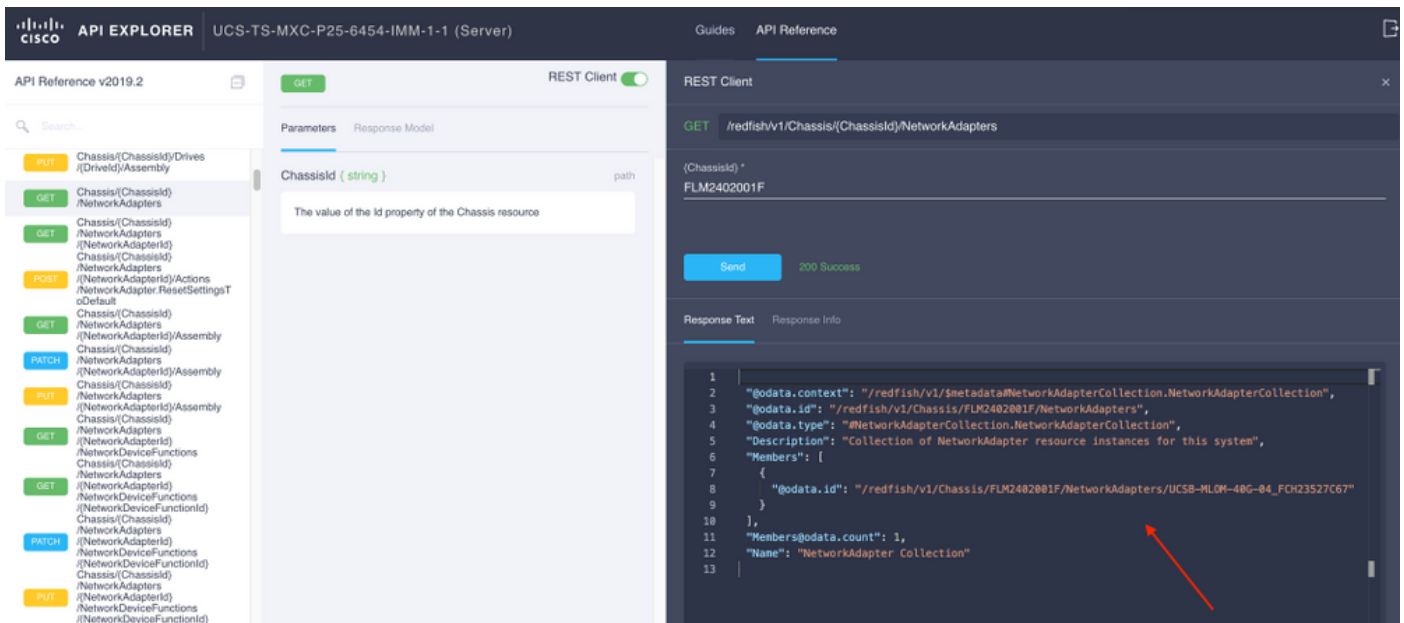 CISCO API EXPLORER UCS-TS-MXC-P25-6454-IMM-1-1 (Server) Guides API Reference
API Reference v2019.2
Search...
PUT Chassis/{ChassisId}/Drives
/{DriveId}/Assembly
GET Chassis/{ChassisId}
/NetworkAdapters
GET Chassis/{ChassisId}
/NetworkAdapters
/{NetworkAdapterId}
POST Chassis/{ChassisId}
/NetworkAdapters
/{NetworkAdapterId}/Actions
/NetworkAdapter.ResetSettingsT
oDefault
GET Chassis/{ChassisId}
/NetworkAdapters
/{NetworkAdapterId}/Assembly
PATCH Chassis/{ChassisId}
/NetworkAdapters
/{NetworkAdapterId}/Assembly
PUT Chassis/{ChassisId}
/NetworkAdapters
/{NetworkAdapterId}/Assembly
GET Chassis/{ChassisId}
/NetworkAdapters
/{NetworkAdapterId}
/NetworkDeviceFunctions
GET Chassis/{ChassisId}
/NetworkAdapters
/{NetworkAdapterId}
/NetworkDeviceFunctions
/{NetworkDeviceFunctionId}
PATCH Chassis/{ChassisId}
/NetworkAdapters
/{NetworkAdapterId}
/NetworkDeviceFunctions
/{NetworkDeviceFunctionId}
PUT Chassis/{ChassisId}
/NetworkAdapters
/{NetworkAdapterId}
/NetworkDeviceFunctions
/{NetworkDeviceFunctionId}
GET REST Client
Parameters Response Model
ChassisId { string } path
The value of the Id property of the Chassis resource
REST Client ×
GET /redfish/v1/Chassis/{ChassisId}/NetworkAdapters
{ChassisId} *
FLM2402001F
Send 200 Success
Response Text Response Info
1
2 "@odata.context": "/redfish/v1/$metadata#NetworkAdapterCollection.NetworkAdapterCollection",
3 "@odata.id": "/redfish/v1/Chassis/FLM2402001F/NetworkAdapters",
4 "@odata.type": "#NetworkAdapterCollection.NetworkAdapterCollection",
5 "Description": "Collection of NetworkAdapter resource instances for this system",
6 "Members": [
7 {
8 "@odata.id": "/redfish/v1/Chassis/FLM2402001F/NetworkAdapters/UCSB-MLOM-40G-04_FCH23527C67"
9 }
10 ],
11 "Members@odata.count": 1,
12 "Name": "NetworkAdapter Collection"
13